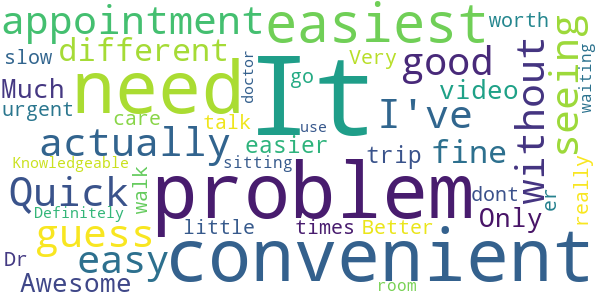 appointment easiest worth
slow different It good seeing
Much need doctor go Very video waiting
urgent care talk I've without
actually easier use trip fine er really
Knowledgeable sitting
Quick walk problem dont
Definitely little times Better Only
guess
Dr easy convenient
Awesome room